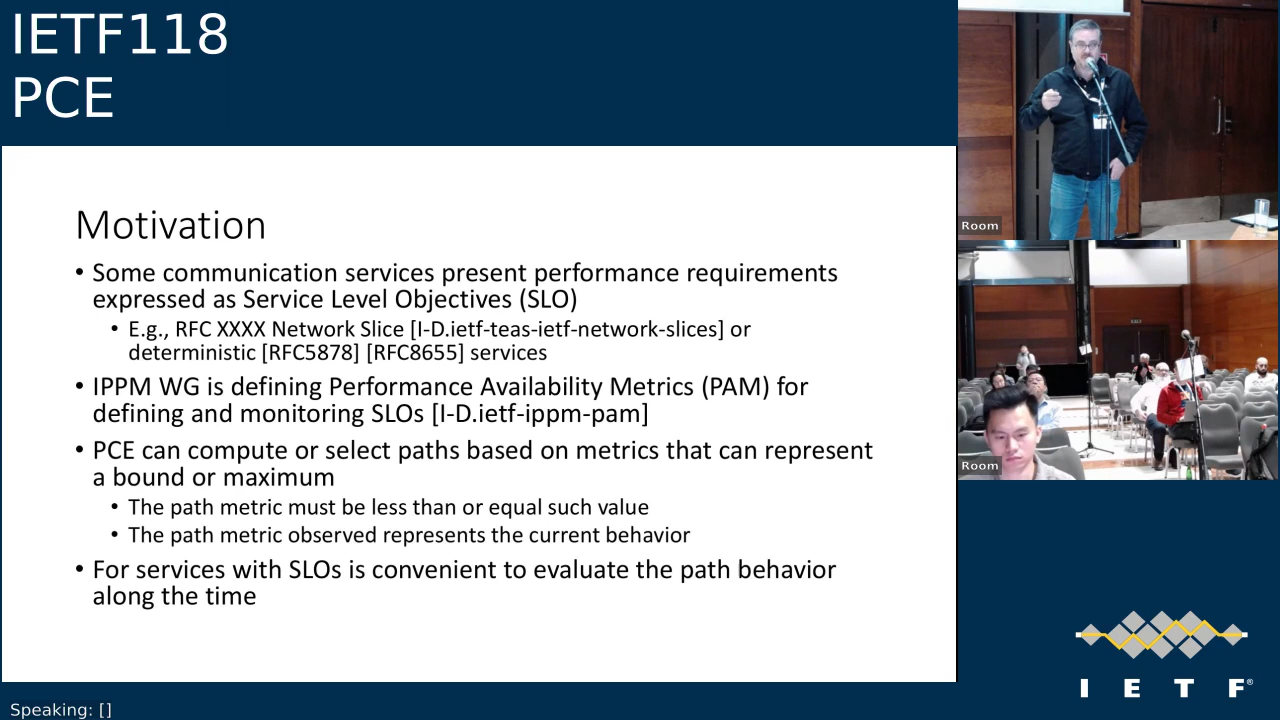 IETF118
PCE
Motivation
• Some communication services present performance requirements
expressed as Service Level Objectives (SLO)
• E.g., RFC XXXX Network Slice [I-D.ietf-teas-ietf-network-slices] or
deterministic [RFC5878] [RFC8655] services
• IPPM WG is defining Performance Availability Metrics (PAM) for
defining and monitoring SLOs [I-D.ietf-ippm-pam]
• PCE can compute or select paths based on metrics that can represent
a bound or maximum
• The path metric must be less than or equal such value
• The path metric observed represents the current behavior
• For services with SLOs is convenient to evaluate the path behavior
along the time
Room
Room
I E T F®
Speaking: []